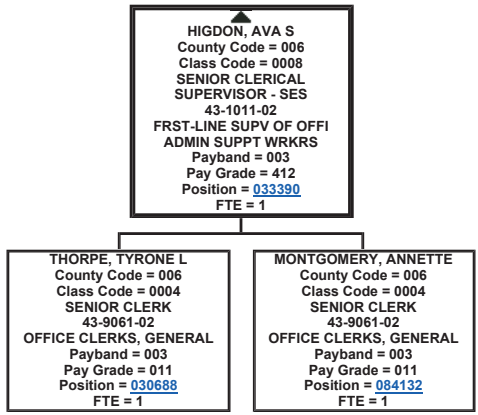 HIGDON, AVA S
County Code = 006
Class Code = 0008
SENIOR CLERICAL
SUPERVISOR - SES
43-1011-02
FRST-LINE SUPV OF OFFI
ADMIN SUPPT WRKRS
Payband = 003
Pay Grade = 412
Position = 033390
FTE = 1
THORPE, TYRONE L
County Code = 006
Class Code = 0004
SENIOR CLERK
43-9061-02
OFFICE CLERKS, GENERAL
Payband = 003
Pay Grade = 011
Position = 030688
FTE = 1
MONTGOMERY, ANNETTE
County Code = 006
Class Code = 0004
SENIOR CLERK
43-9061-02
OFFICE CLERKS, GENERAL
Payband = 003
Pay Grade = 011
Position = 084132
FTE = 1